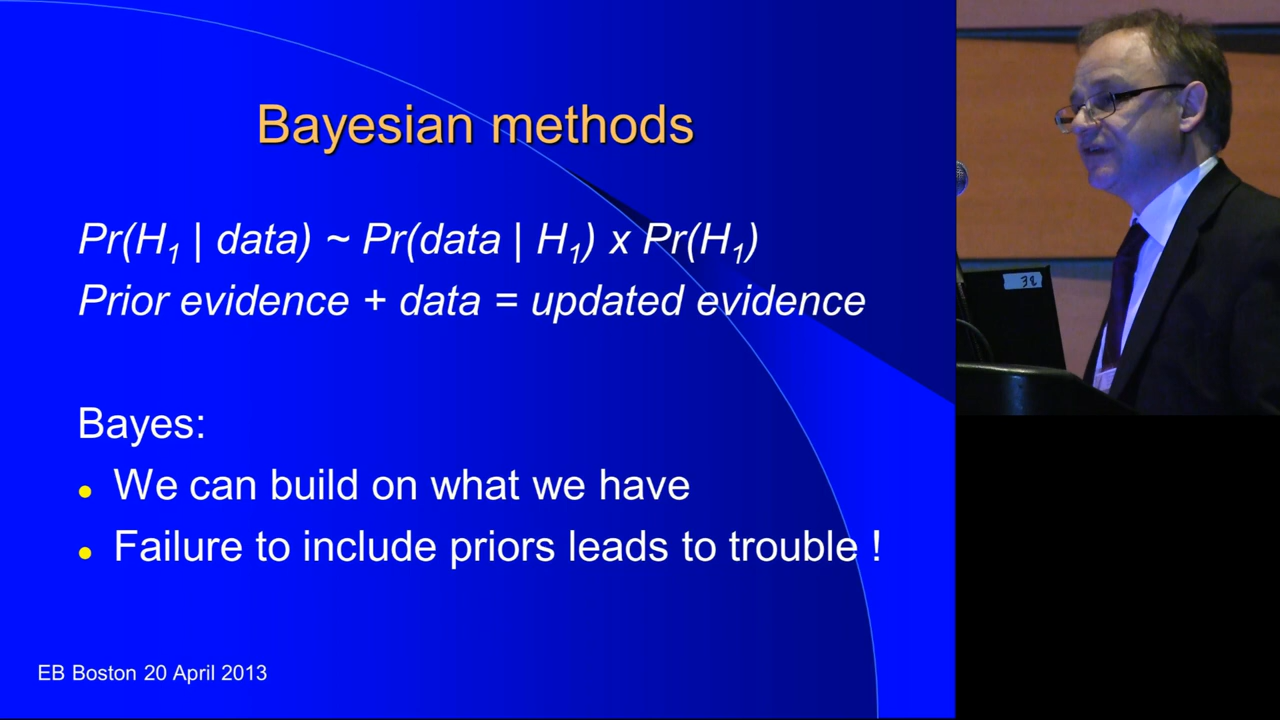 Bayesian methods
Pr(H₁ | data) ~ Pr(data | H₁) x Pr(H₁)
Prior evidence + data = updated evidence
Bayes:
● We can build on what we have
● Failure to include priors leads to trouble !
EB Boston 20 April 2013
38